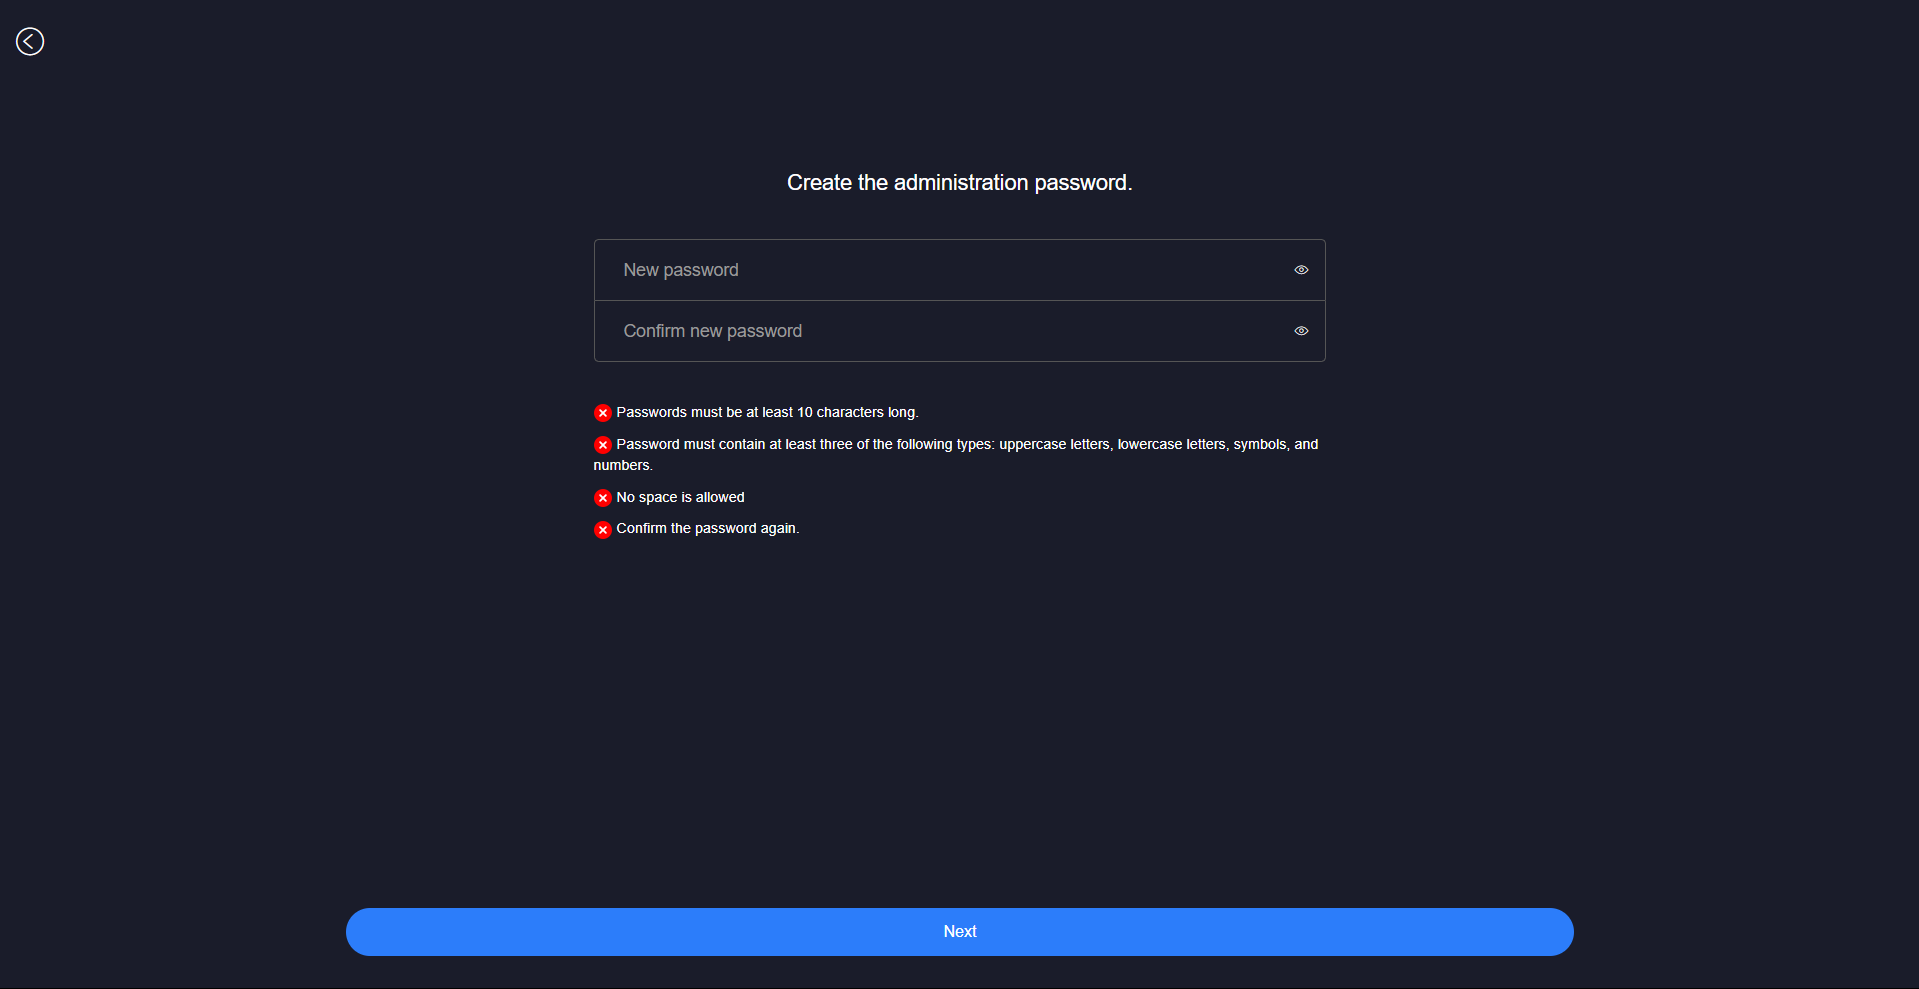 Create the administration password.
New password
Confirm new password
Passwords must be at least 10 characters long.
Password must contain at least three of the following types: uppercase letters, lowercase letters, symbols, and
numbers.
No space is allowed
Confirm the password again.
Next